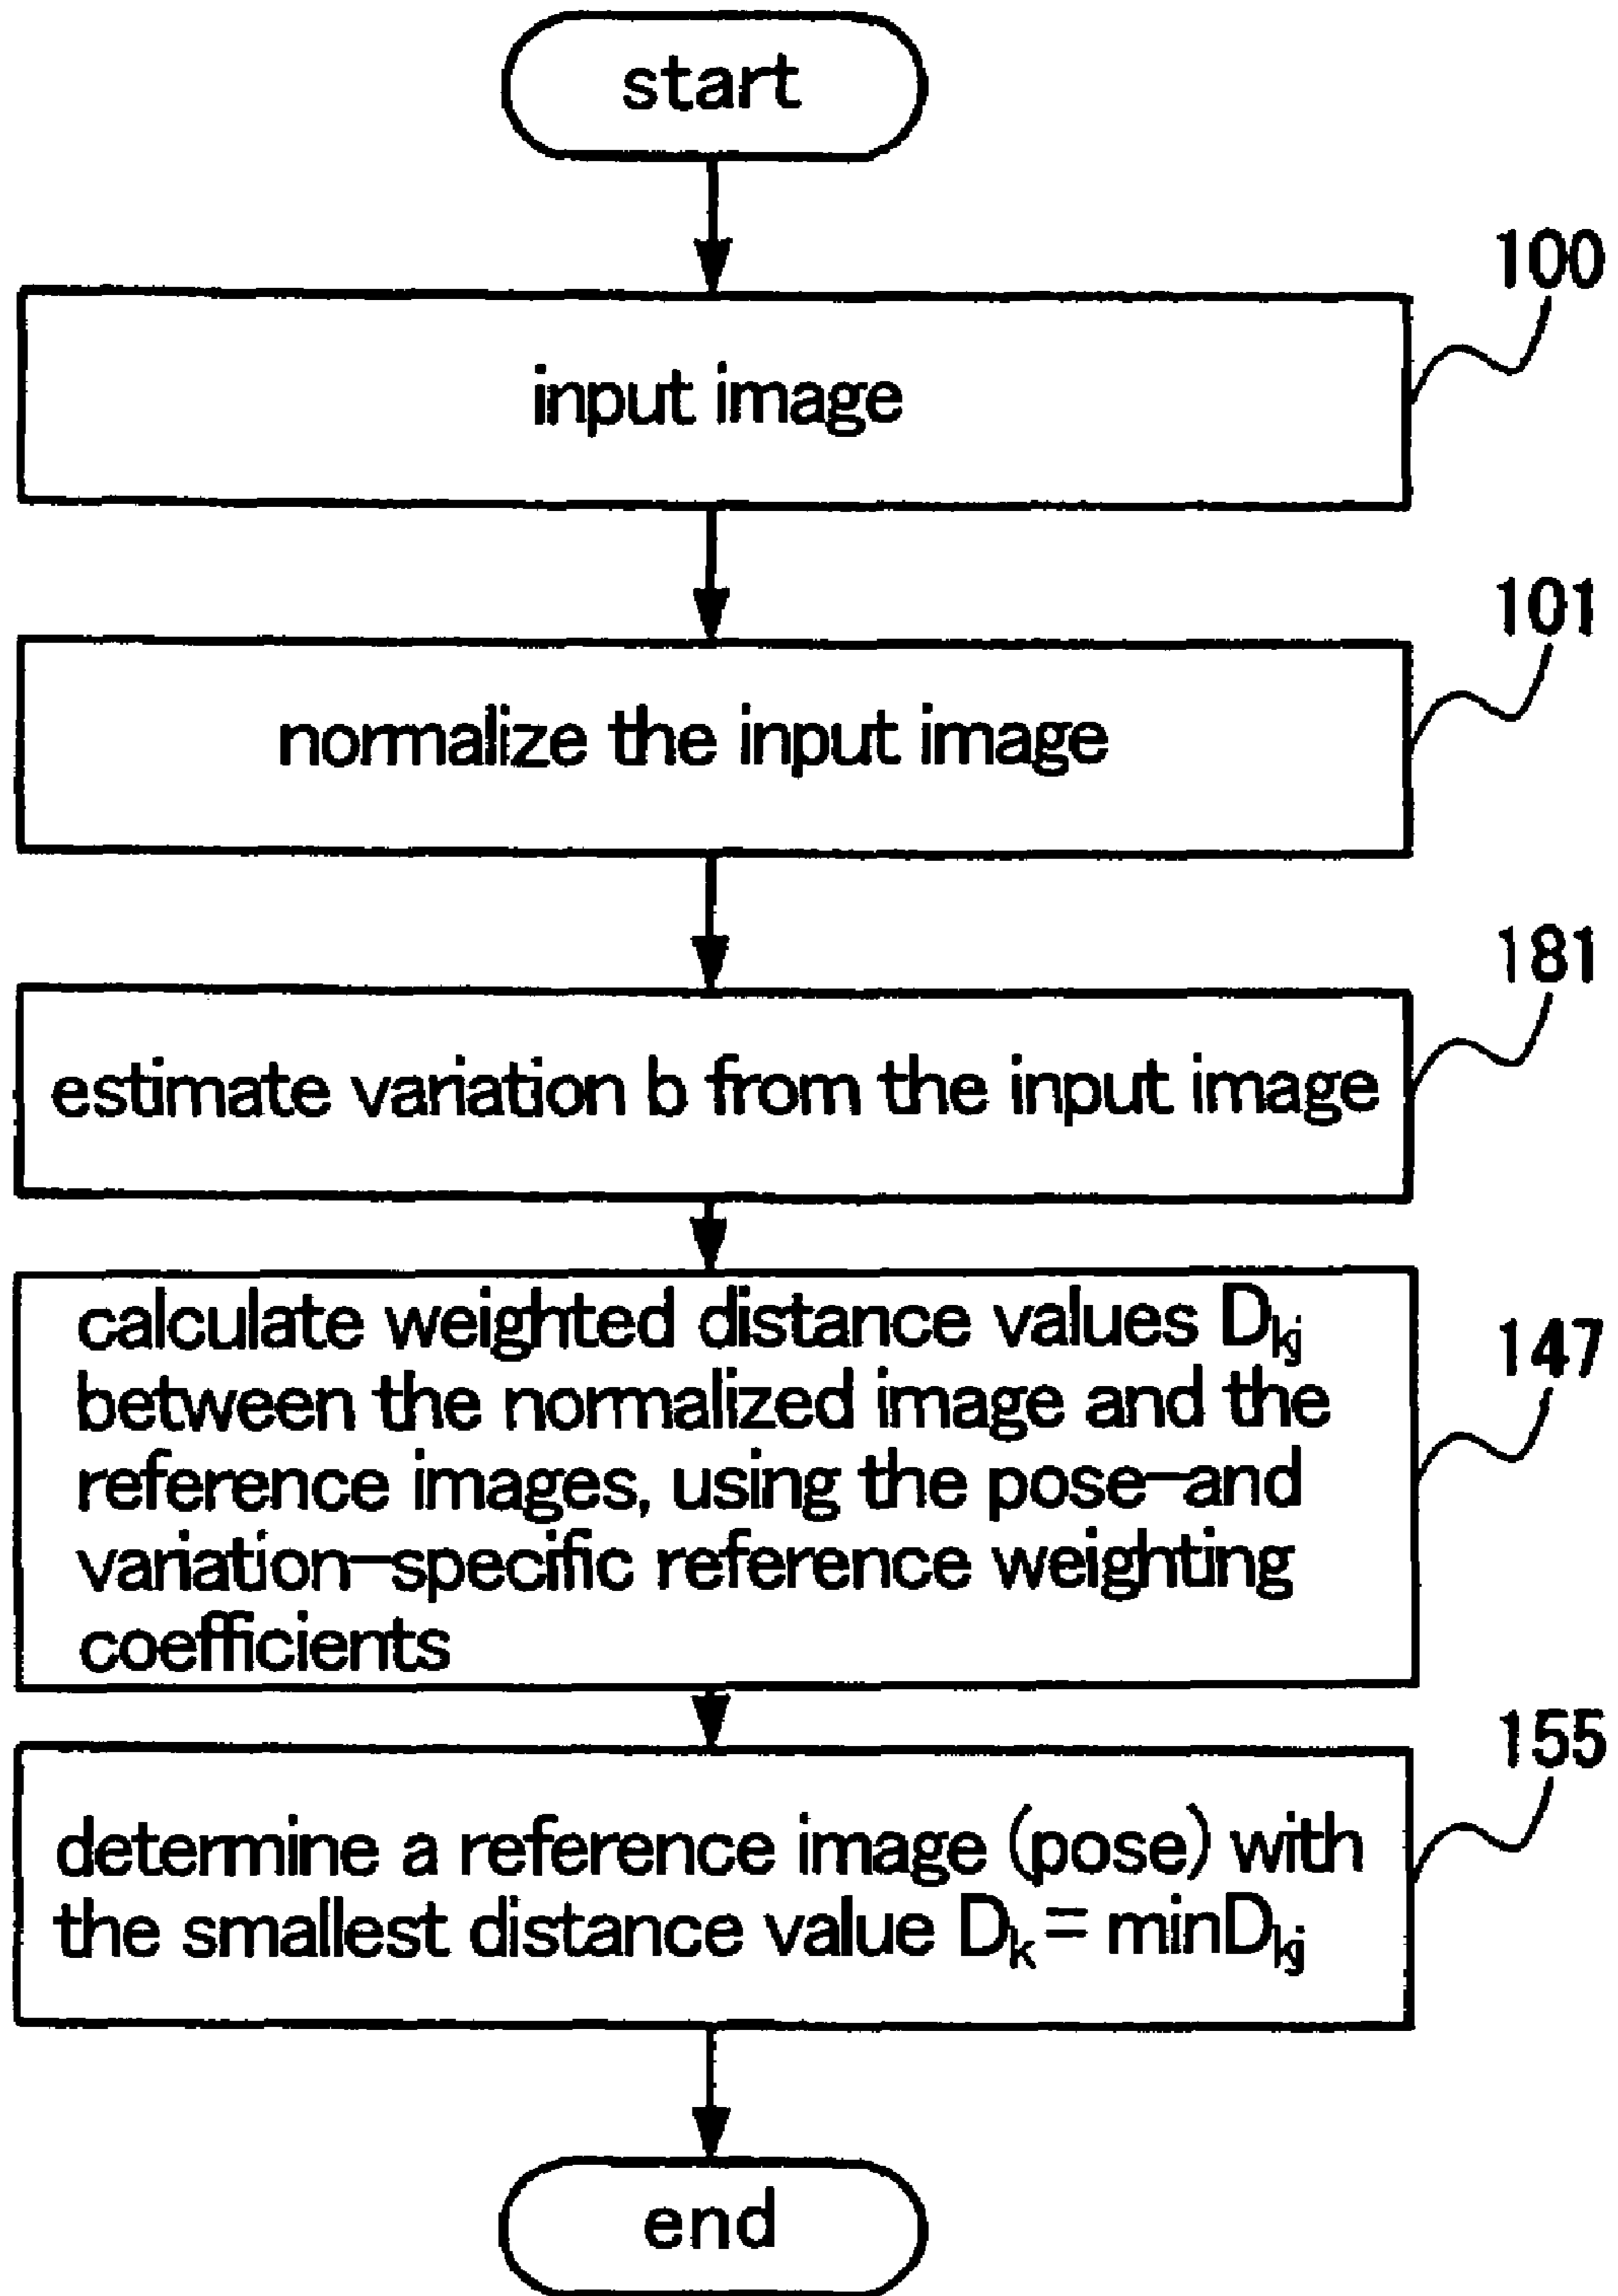 start
100
input image
101
normalize the input image
181
estimate variation b from the input image
147
calculate weighted distance values Dkj
between the normalized image and the
reference images, using the pose-and
variation-specific reference weighting
coefficients
155
determine a reference image (pose) with
the smallest distance value Dk = minDkj
end